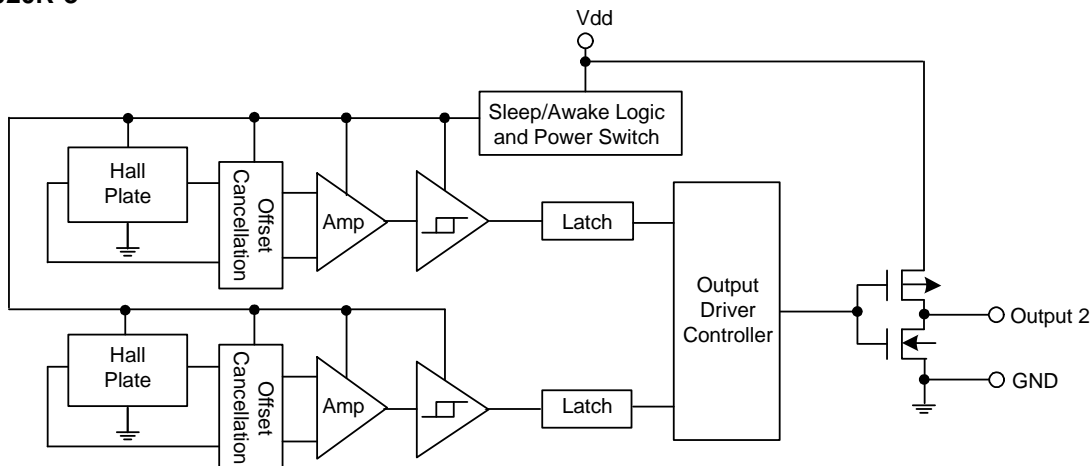 Vdd
Sleep/Awake Logic
and Power Switch
Hall
Plate
Offset
Cancellation
Amp
Latch
Output
Driver
Controller
Output 2
GND
Hall
Plate
Offset
Cancellation
Amp
Latch